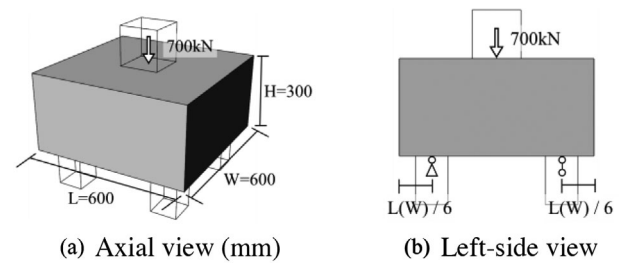 700kN
H=300
W=600
L=600
(a) Axial view (mm)
700kN
L(W) / 6
L(W) / 6
(b) Left-side view